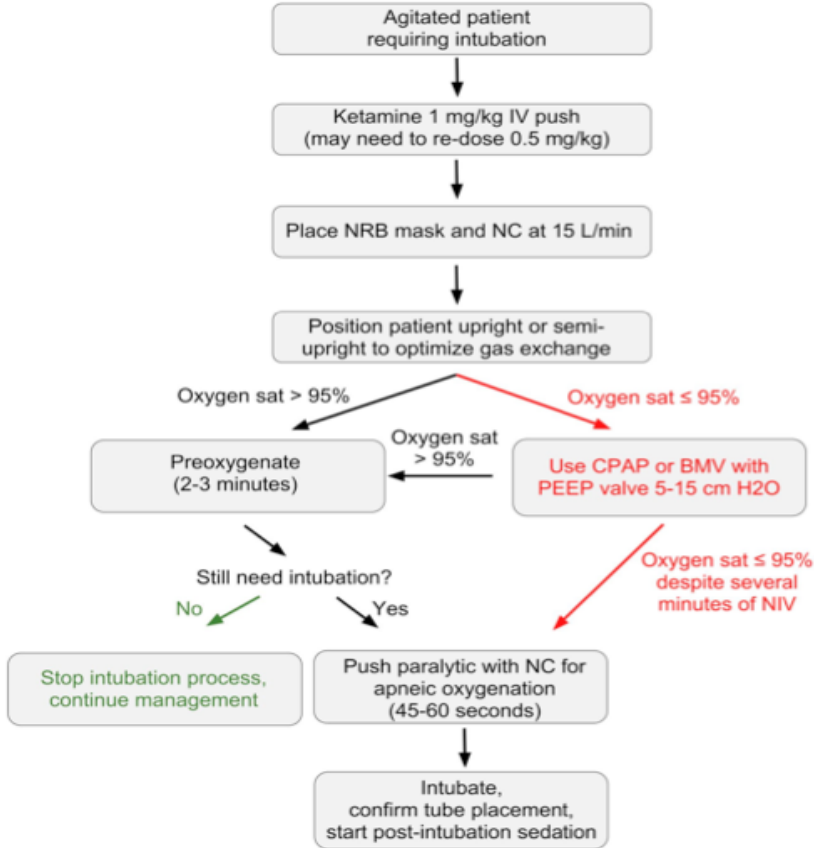 Agitated patient
requiring intubation
Ketamine 1 mg/kg IV push
(may need to re-dose 0.5 mg/kg)
Place NRB mask and NC at 15 L/min
Position patient upright or semi-
upright to optimize gas exchange
Oxygen sat > 95%
Oxygen sat ≤ 95%
Preoxygenate
(2-3 minutes)
Oxygen sat
> 95%
Use CPAP or BMV with
PEEP valve 5-15 cm H2O
Still need intubation?
Oxygen sat ≤ 95%
despite several
minutes of NIV
No
Yes
Stop intubation process,
continue management
Push paralytic with NC for
apneic oxygenation
(45-60 seconds)
Intubate,
confirm tube placement,
start post-intubation sedation